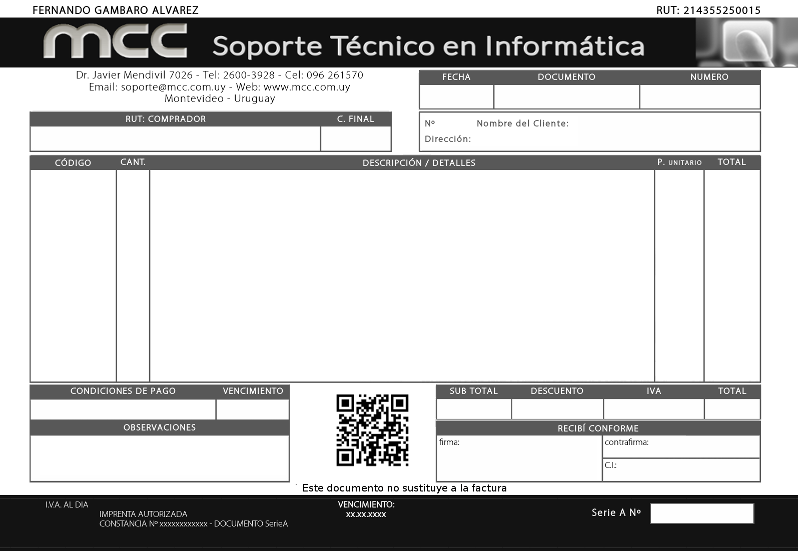 FERNANDO GAMBARO ALVAREZ
RUT: 214355250015
mcc Soporte Técnico en Informática
Dr. Javier Mendivil 7026 - Tel: 2600-3928 - Cel: 096 261570
Email: soporte@mcc.com.uy - Web: www.mcc.com.uy
Montevideo - Uruguay
FECHA DOCUMENTO NUMERO
RUT: COMPRADOR C. FINAL
Nº Nombre del Cliente:
Dirección:
CÓDIGO CANT. DESCRIPCIÓN / DETALLES P. UNITARIO TOTAL
CONDICIONES DE PAGO VENCIMIENTO
OBSERVACIONES
SUB TOTAL DESCUENTO IVA TOTAL
RECIBÍ CONFORME
firma: contrafirma:
C.I.:
Este documento no sustituye a la factura
I.V.A. AL DIA
IMPRENTA AUTORIZADA
CONSTANCIA Nº xxxxxxxxxxxx - DOCUMENTO SerieA
VENCIMIENTO:
xx.xx.xxxx
Serie A Nº